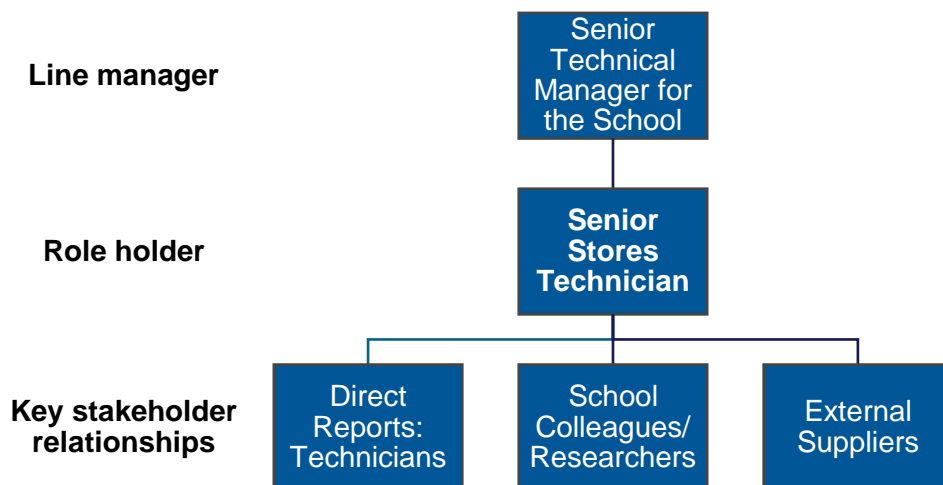 Line manager
Senior
Technical
Manager for
the School
Role holder
Senior
Stores
Technician
Key stakeholder
relationships
Direct
Reports:
Technicians
School
Colleagues/
Researchers
External
Suppliers